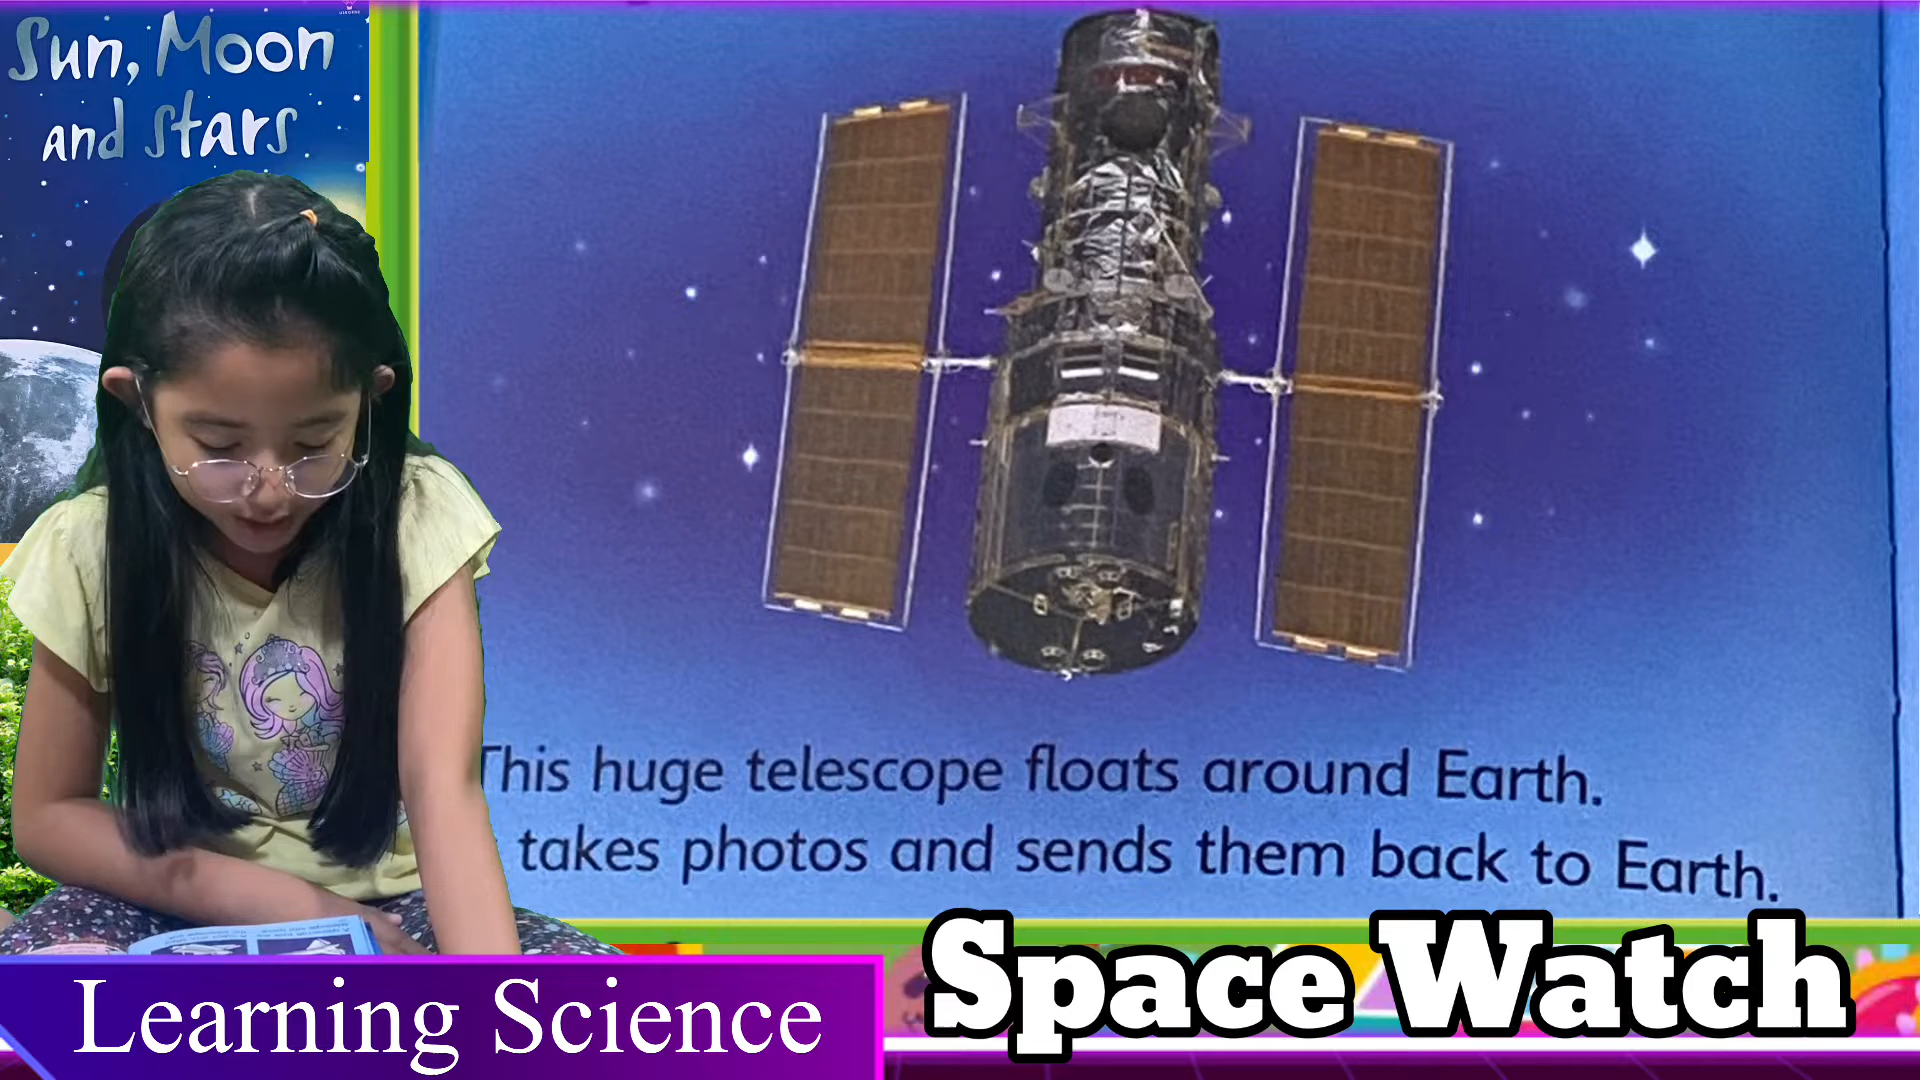 USBORNE
Sun, Moon
and stars
This huge telescope floats around Earth.
takes photos and sends them back to Earth.
Learning Science
Space Watch